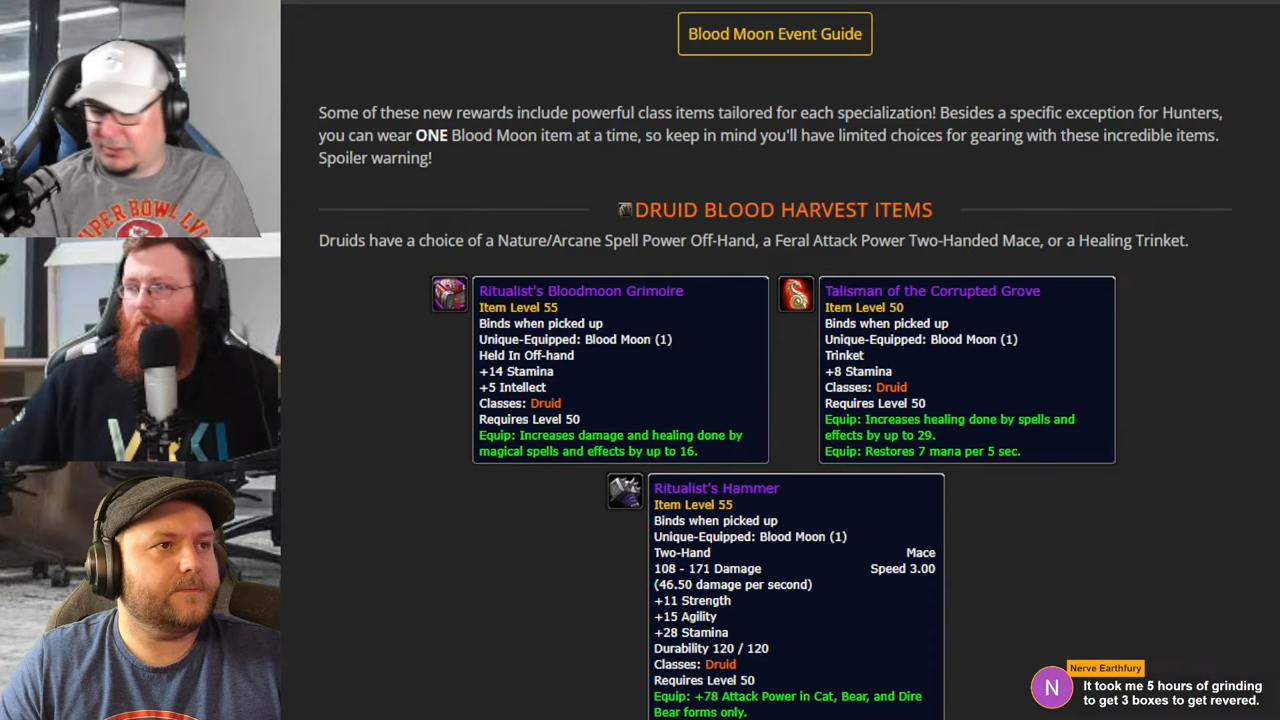 Blood Moon Event Guide
Some of these new rewards include powerful class items tailored for each specialization! Besides a specific exception for Hunters,
you can wear ONE Blood Moon item at a time, so keep in mind you'll have limited choices for gearing with these incredible items.
Spoiler warning!
DRUID BLOOD HARVEST ITEMS
Druids have a choice of a Nature/Arcane Spell Power Off-Hand, a Feral Attack Power Two-Handed Mace, or a Healing Trinket.
Ritualist's Bloodmoon Grimoire
Item Level 55
Binds when picked up
Unique-Equipped: Blood Moon (1)
Held In Off-hand
+14 Stamina
+5 Intellect
Classes: Druid
Requires Level 50
Equip: Increases damage and healing done by
magical spells and effects by up to 16.
Talisman of the Corrupted Grove
Item Level 50
Binds when picked up
Unique-Equipped: Blood Moon (1)
Trinket
+8 Stamina
Classes: Druid
Requires Level 50
Equip: Increases healing done by spells and
effects by up to 29.
Equip: Restores 7 mana per 5 sec.
Ritualist's Hammer
Item Level 55
Binds when picked up
Unique-Equipped: Blood Moon (1)
Two-Hand Mace
108 - 171 Damage Speed 3.00
(46.50 damage per second)
+11 Strength
+15 Agility
+28 Stamina
Durability 120 / 120
Classes: Druid
Requires Level 50
Equip: +78 Attack Power in Cat, Bear, and Dire
Bear forms only.
N
Nerve Earthfury
It took me 5 hours of grinding
to get 3 boxes to get revered.